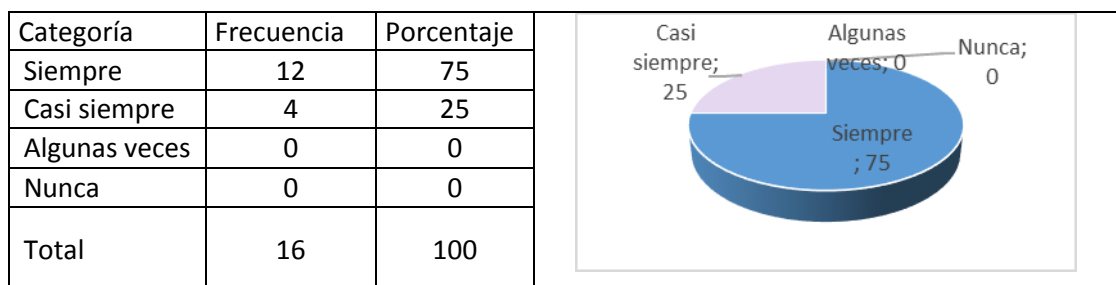 Categoría Frecuencia Porcentaje
Siempre 12 75
Casi siempre 4 25
Algunas veces 0 0
Nunca 0 0
Total 16 100
Casi
siempre;
25
Algunas
veces; 0
Nunca;
0
Siempre
; 75